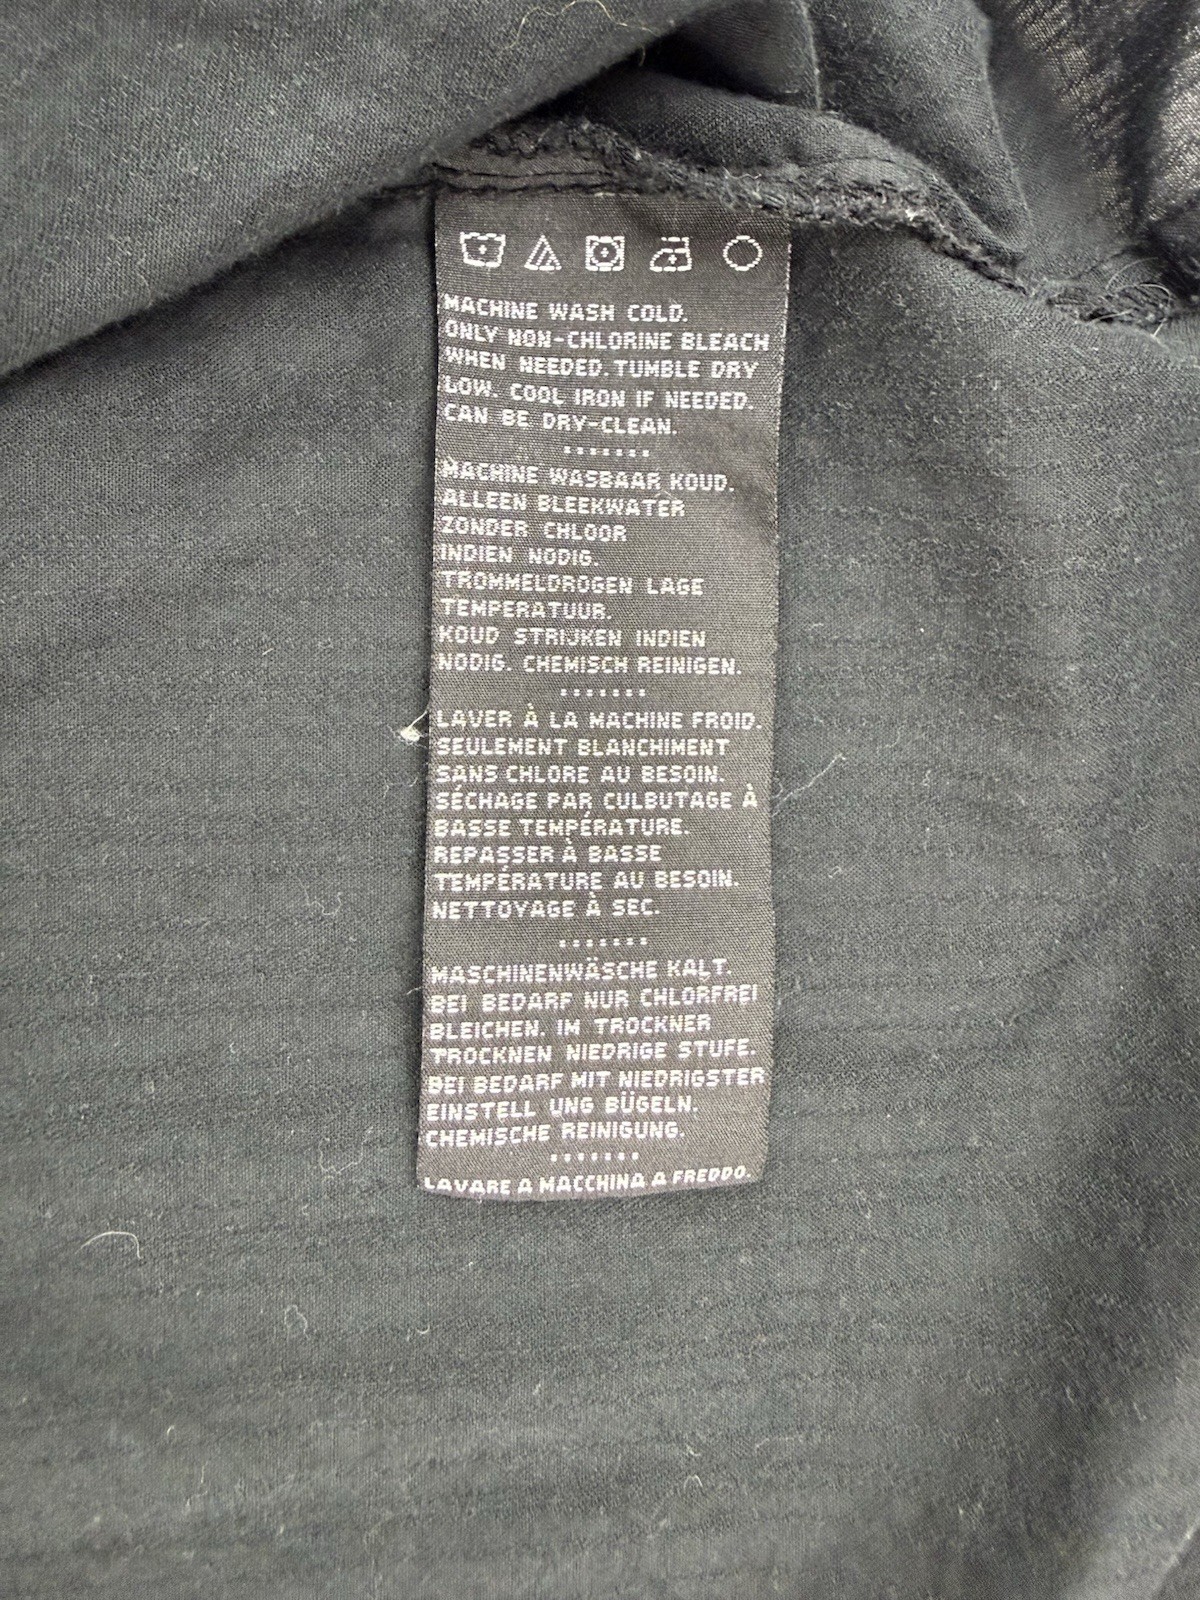 MACHINE WASH COLD.
ONLY NON-CHLORINE BLEACH
WHEN NEEDED. TUMBLE DRY
LOW. COOL IRON IF NEEDED.
CAN BE DRY-CLEAN.
MACHINE WASBAAR KOUD.
ALLEEN BLEEKWATER
ZONDER CHLOOR
INDIEN NODIG.
TROMMELDROGEN LAGE
TEMPERATUUR.
KOUD STRIJKEN INDIEN
NODIG. CHEMISCH REINIGEN.
LAVER À LA MACHINE FROID.
SEULEMENT BLANCHIMENT
SANS CHLORE AU BESOIN.
SÉCHAGE PAR CULBUTAGE À
BASSE TEMPÉRATURE.
REPASSER À BASSE
TEMPÉRATURE AU BESOIN.
NETTOYAGE À SEC.
MASCHINENWÄSCHE KALT.
BEI BEDARF NUR CHLORFREI
BLEICHEN. IM TROCKNER
TROCKNEN NIEDRIGE STUFE.
BEI BEDARF MIT NIEDRIGSTER
EINSTELL UNG BÜGELN.
CHEMISCHE REINIGUNG.
LAVARE A MACCHINA A FREDDO.